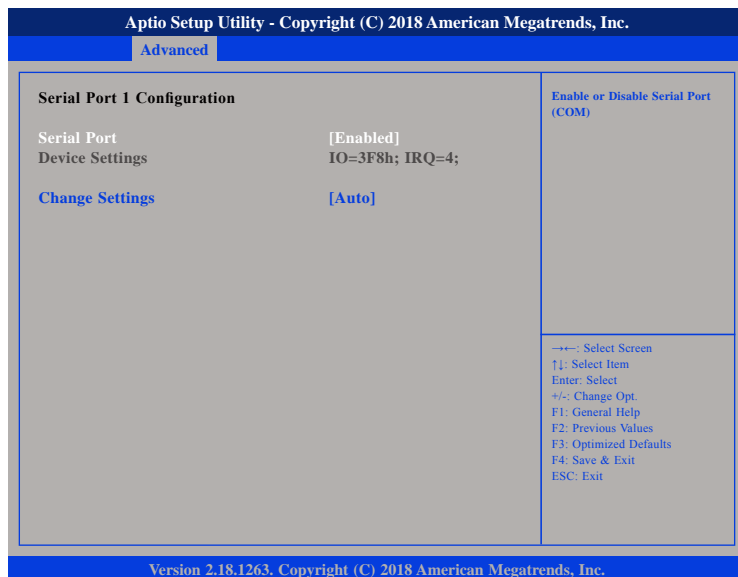 Aptio Setup Utility - Copyright (C) 2018 American Megatrends, Inc.
Advanced
Serial Port 1 Configuration
Serial Port [Enabled]
Device Settings IO=3F8h; IRQ=4;
Change Settings [Auto]
Enable or Disable Serial Port
(COM)
→←: Select Screen
↑↓: Select Item
Enter: Select
+/-: Change Opt.
F1: General Help
F2: Previous Values
F3: Optimized Defaults
F4: Save & Exit
ESC: Exit
Version 2.18.1263. Copyright (C) 2018 American Megatrends, Inc.